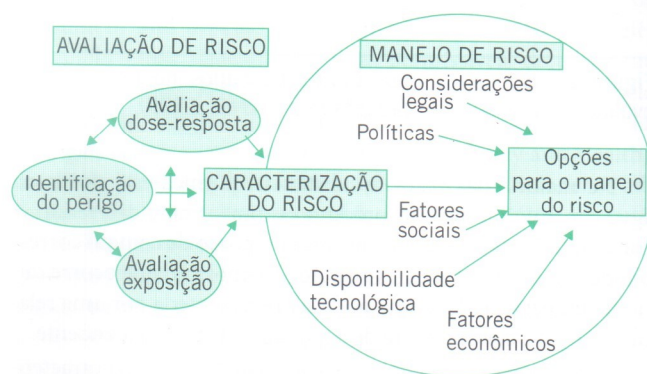 AVALIAÇÃO DE RISCO
MANEJO DE RISCO
Avaliação
dose-resposta
Identificação
do perigo
Avaliação
exposição
CARACTERIZAÇÃO
DO RISCO
Considerações
legais
Políticas
Fatores
sociais
Disponibilidade
tecnológica
Fatores
econômicos
Opções
para o manejo
do risco